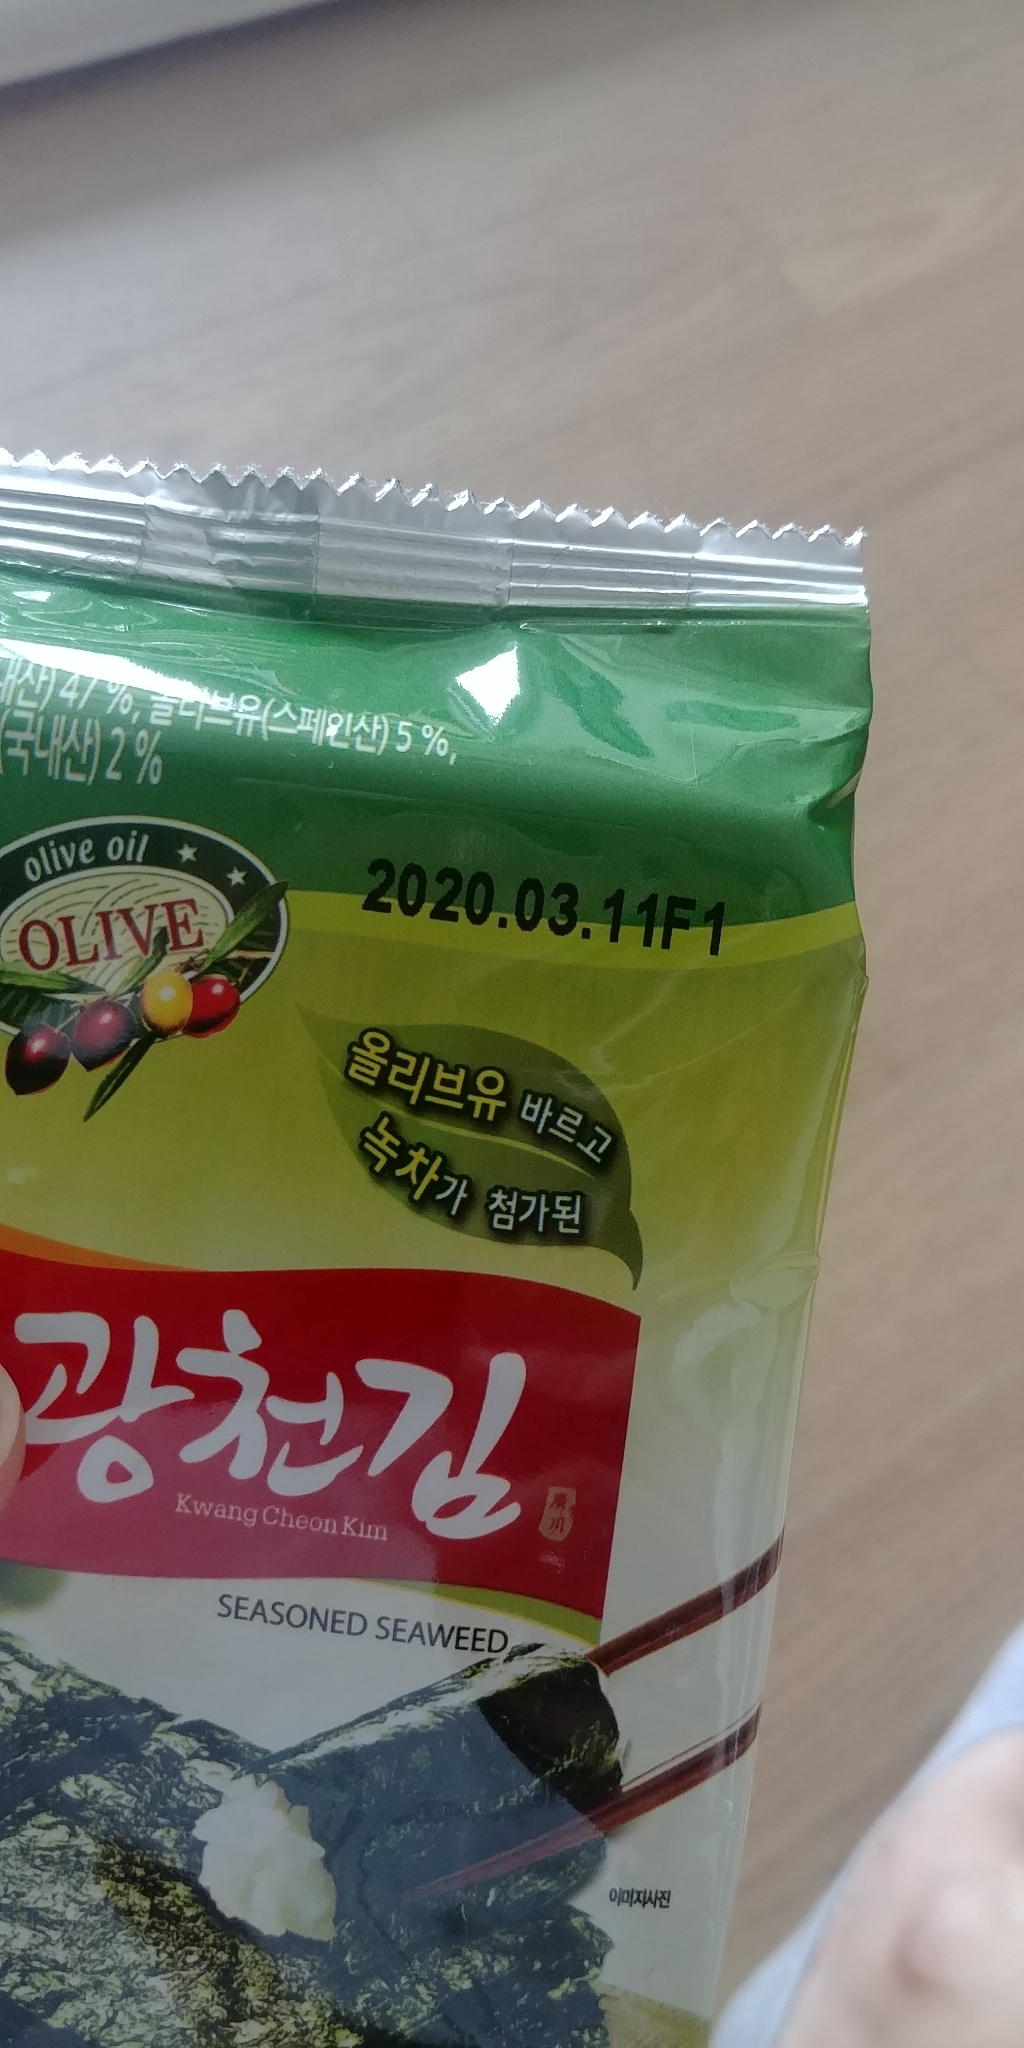 내산) 47 %, 올리브유(스페인산) 5 %,
(국내산) 2 %
olive oil
OLIVE
2020.03.11F1
올리브유 바르고
녹차가 첨가된
광천김
Kwang Cheon Kim
SEASONED SEAWEED
이미지사진